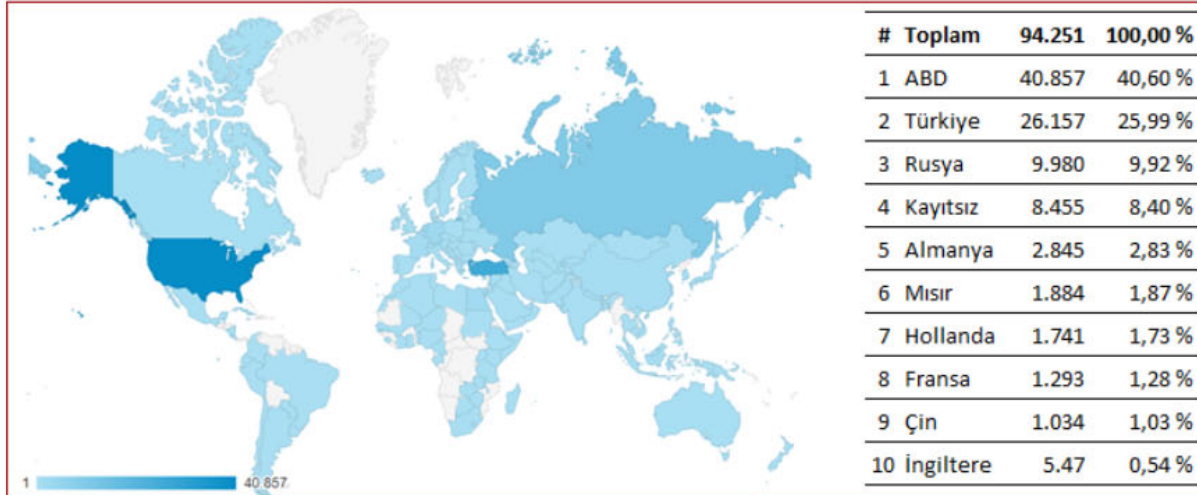 # Toplam 94.251 100,00 %
1 ABD 40.857 40,60 %
2 Türkiye 26.157 25,99 %
3 Rusya 9.980 9,92 %
4 Kayıtsız 8.455 8,40 %
5 Almanya 2.845 2,83 %
6 Mısır 1.884 1,87 %
7 Hollanda 1.741 1,73 %
8 Fransa 1.293 1,28 %
9 Çin 1.034 1,03 %
10 İngiltere 5.47 0,54 %
1 40 857